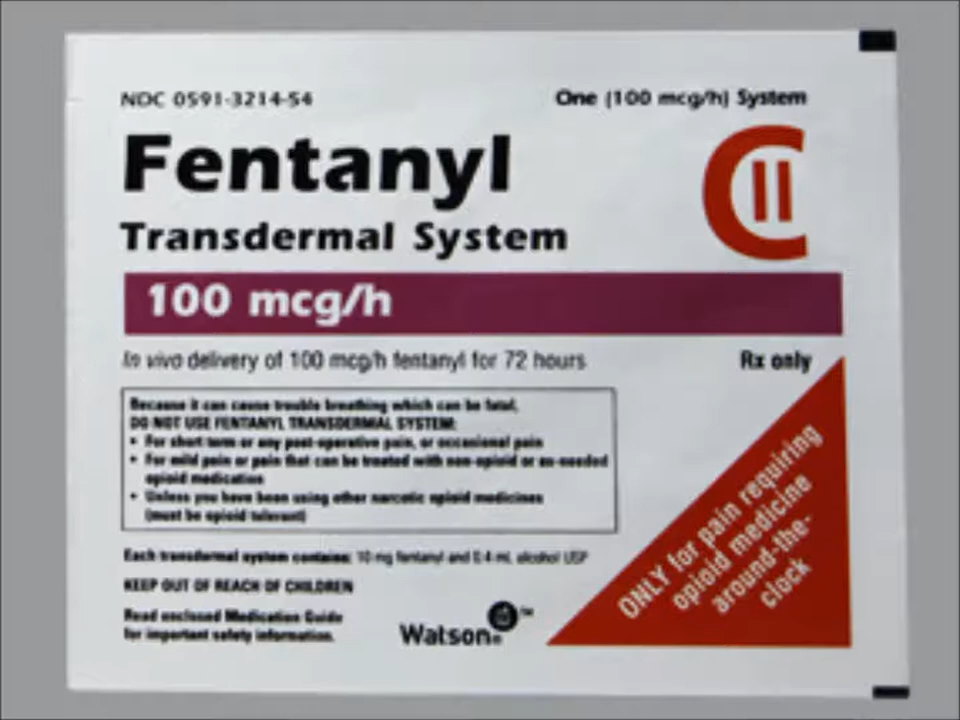 NDC 0591-3214-54
One (100 mcg/h) System
Fentanyl
CII
Transdermal System
100 mcg/h
In vivo delivery of 100 mcg/h fentanyl for 72 hours
Rx only
Because it can cause trouble breathing which can be fatal,
DO NOT USE FENTANYL TRANSDERMAL SYSTEM:
• For short term or any post-operative pain, or occasional pain
• For mild pain or pain that can be treated with non-opioid or as-needed
opioid medication
• Unless you have been using other narcotic opioid medicines
(must be opioid tolerant)
ONLY for pain requiring
opioid medicine
around-the-
clock
Each transdermal system contains: 10 mg fentanyl and 0.4 mL alcohol USP
KEEP OUT OF REACH OF CHILDREN
Read enclosed Medication Guide
for important safety information.
Watson®™